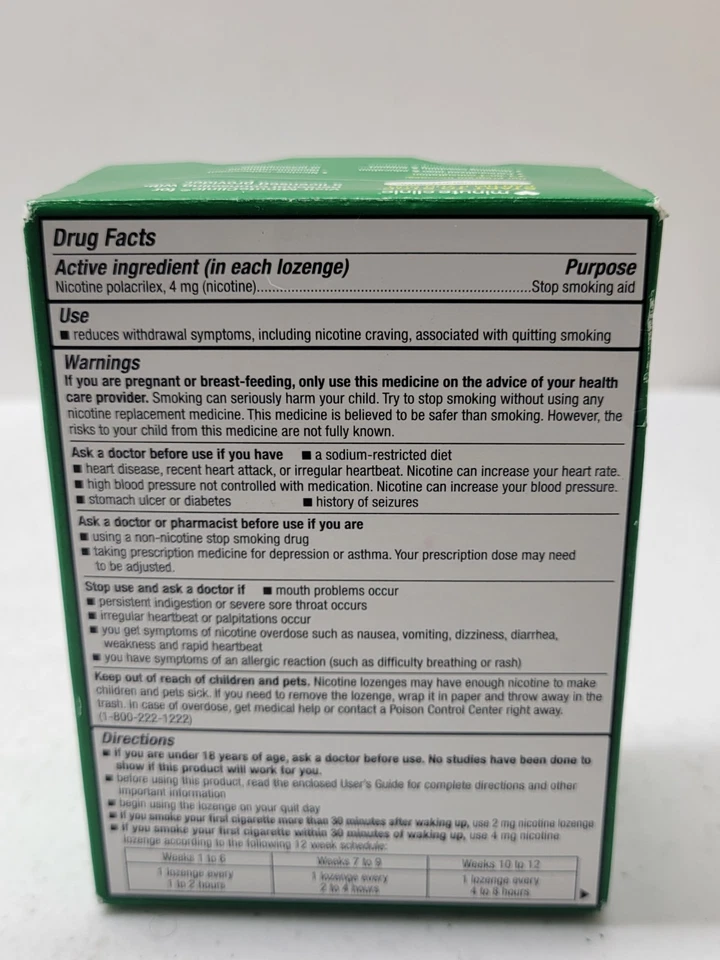 minute clinic
Drug Facts
Active ingredient (in each lozenge) Purpose
Nicotine polacrilex, 4 mg (nicotine)..........................................................Stop smoking aid
Use
■ reduces withdrawal symptoms, including nicotine craving, associated with quitting smoking
Warnings
If you are pregnant or breast-feeding, only use this medicine on the advice of your health
care provider. Smoking can seriously harm your child. Try to stop smoking without using any
nicotine replacement medicine. This medicine is believed to be safer than smoking. However, the
risks to your child from this medicine are not fully known.
Ask a doctor before use if you have ■ a sodium-restricted diet
■ heart disease, recent heart attack, or irregular heartbeat. Nicotine can increase your heart rate.
■ high blood pressure not controlled with medication. Nicotine can increase your blood pressure.
■ stomach ulcer or diabetes ■ history of seizures
Ask a doctor or pharmacist before use if you are
■ using a non-nicotine stop smoking drug
■ taking prescription medicine for depression or asthma. Your prescription dose may need
to be adjusted.
Stop use and ask a doctor if ■ mouth problems occur
■ persistent indigestion or severe sore throat occurs
■ irregular heartbeat or palpitations occur
■ you get symptoms of nicotine overdose such as nausea, vomiting, dizziness, diarrhea,
weakness and rapid heartbeat
■ you have symptoms of an allergic reaction (such as difficulty breathing or rash)
Keep out of reach of children and pets. Nicotine lozenges may have enough nicotine to make
children and pets sick. If you need to remove the lozenge, wrap it in paper and throw away in the
trash. In case of overdose, get medical help or contact a Poison Control Center right away.
(1-800-222-1222)
Directions
■ if you are under 18 years of age, ask a doctor before use. No studies have been done to
show if this product will work for you.
■ before using this product, read the enclosed User's Guide for complete directions and other
important information
■ begin using the lozenge on your quit day
■ if you smoke your first cigarette more than 30 minutes after waking up, use 2 mg nicotine lozenge
■ if you smoke your first cigarette within 30 minutes of waking up, use 4 mg nicotine
lozenge according to the following 12 week schedule:
Weeks 1 to 6 Weeks 7 to 9 Weeks 10 to 12
1 lozenge every 1 lozenge every 1 lozenge every
1 to 2 hours 2 to 4 hours 4 to 8 hours